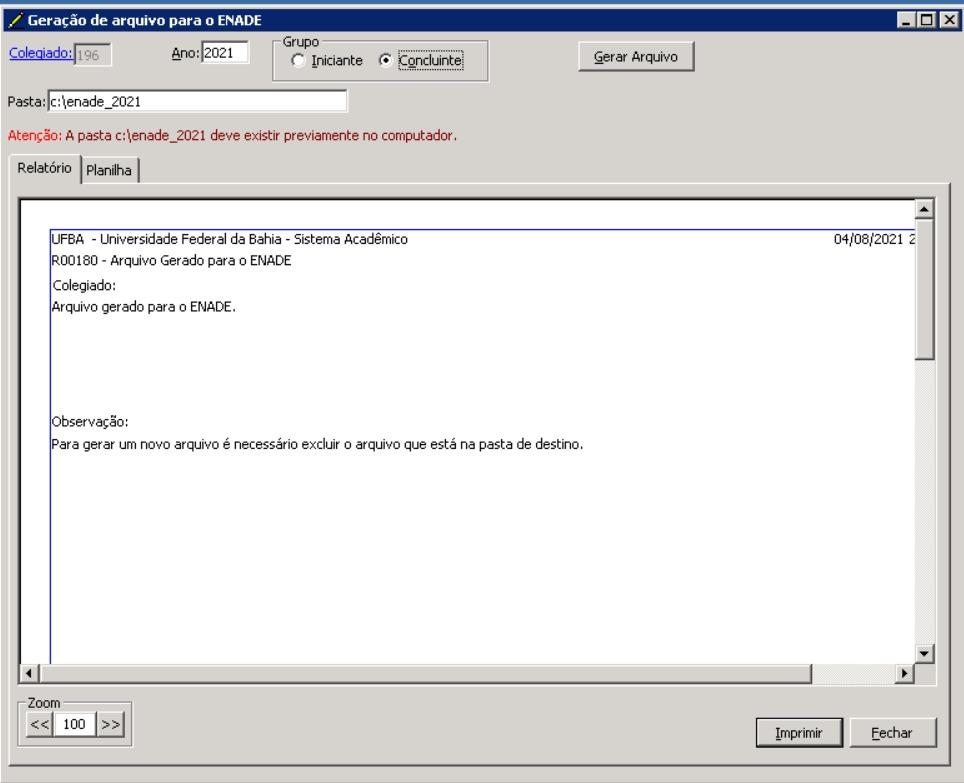 Geração de arquivo para o ENADE
Colegiado: 196 Ano: 2021 Grupo Iniciante Concluinte Gerar Arquivo
Pasta: c:\enade_2021
Atenção: A pasta c:\enade_2021 deve existir previamente no computador.
Relatório Planilha
UFBA - Universidade Federal da Bahia - Sistema Acadêmico 04/08/2021 2
R00180 - Arquivo Gerado para o ENADE
Colegiado:
Arquivo gerado para o ENADE.
Observação:
Para gerar um novo arquivo é necessário excluir o arquivo que está na pasta de destino.
Zoom
<< 100 >>
Imprimir Fechar